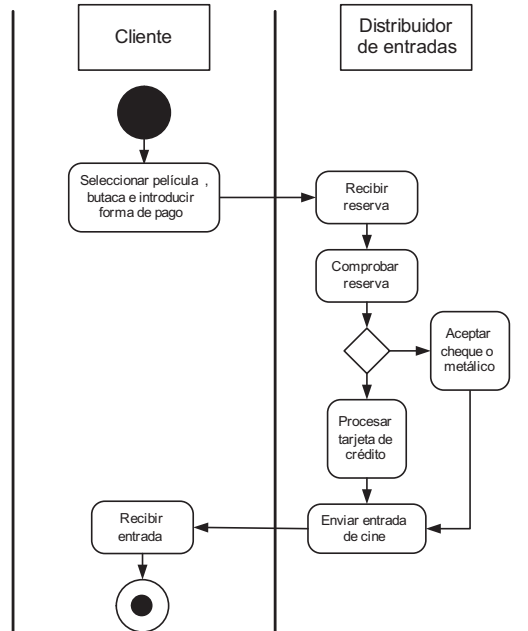 Cliente
Distribuidor
de entradas
Seleccionar película ,
butaca e introducir
forma de pago
Recibir
reserva
Comprobar
reserva
Aceptar
cheque o
metálico
Procesar
tarjeta de
crédito
Enviar entrada
de cine
Recibir
entrada